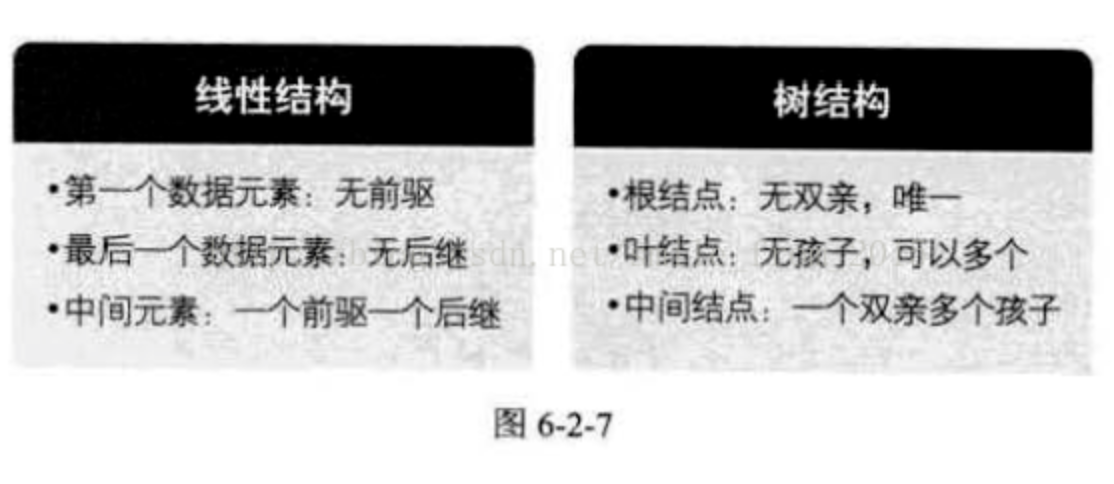 线性结构
•第一个数据元素：无前驱
•最后一个数据元素：无后继
•中间元素：一个前驱一个后继
树结构
•根结点：无双亲，唯一
•叶结点：无孩子，可以多个
•中间结点：一个双亲多个孩子
图 6-2-7